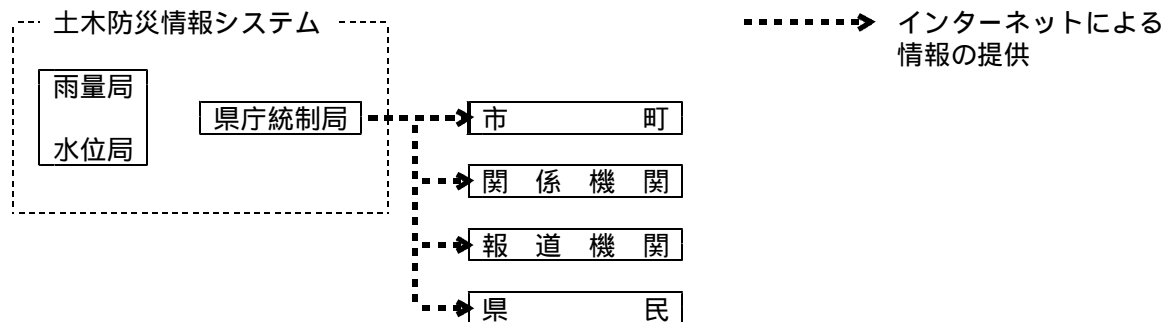 土木防災情報システム
インターネットによる
情報の提供
雨量局
水位局
県庁統制局
市町
関係機関
報道機関
県民